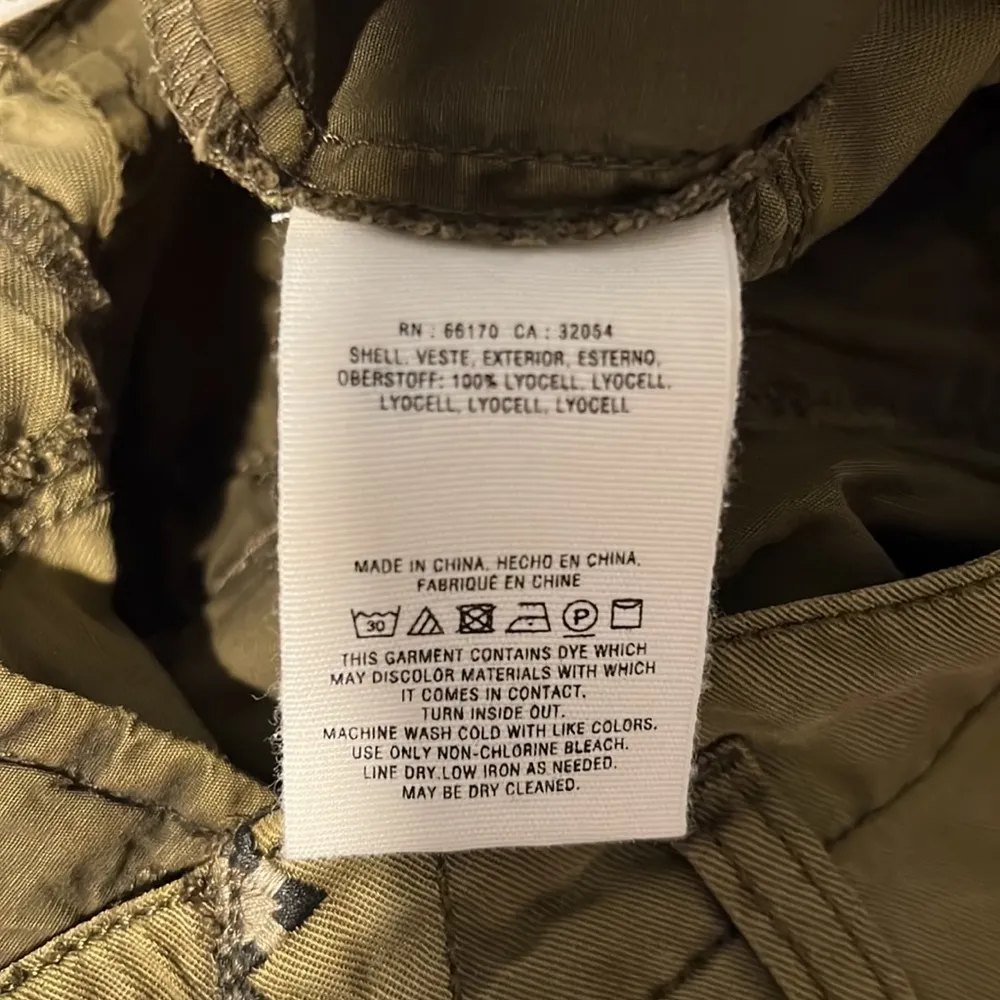 RN : 66170 CA : 32054
SHELL, VESTE, EXTERIOR, ESTERNO,
OBERSTOFF: 100% LYOCELL, LYOCELL,
LYOCELL, LYOCELL, LYOCELL
MADE IN CHINA, HECHO EN CHINA,
FABRIQUÉ EN CHINE
30 P
THIS GARMENT CONTAINS DYE WHICH
MAY DISCOLOR MATERIALS WITH WHICH
IT COMES IN CONTACT.
TURN INSIDE OUT.
MACHINE WASH COLD WITH LIKE COLORS.
USE ONLY NON-CHLORINE BLEACH.
LINE DRY.LOW IRON AS NEEDED.
MAY BE DRY CLEANED.